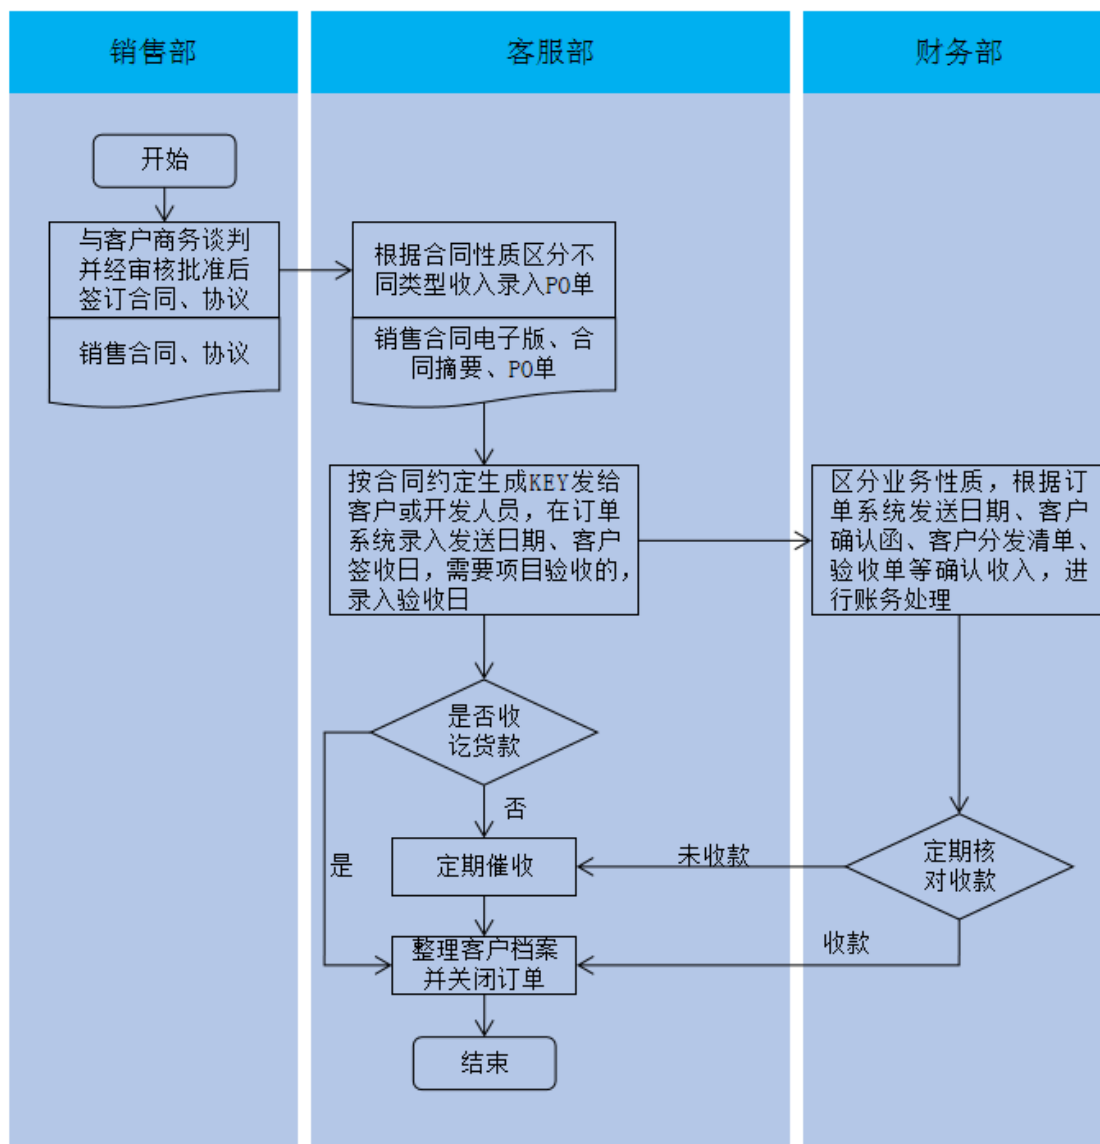 销售部
客服部
财务部
开始
与客户商务谈判
并经审核批准后
签订合同、协议
销售合同、协议
根据合同性质区分不
同类型收入录入PO单
销售合同电子版、合
同摘要、PO单
按合同约定生成KEY发给
客户或开发人员，在订单
系统录入发送日期、客户
签收日，需要项目验收的，
录入验收日
区分业务性质，根据订
单系统发送日期、客户
确认函、客户分发清单、
验收单等确认收入，进
行账务处理
是否收
讫货款
否
是
定期催收
未收款
定期核
对收款
收款
整理客户档案
并关闭订单
结束